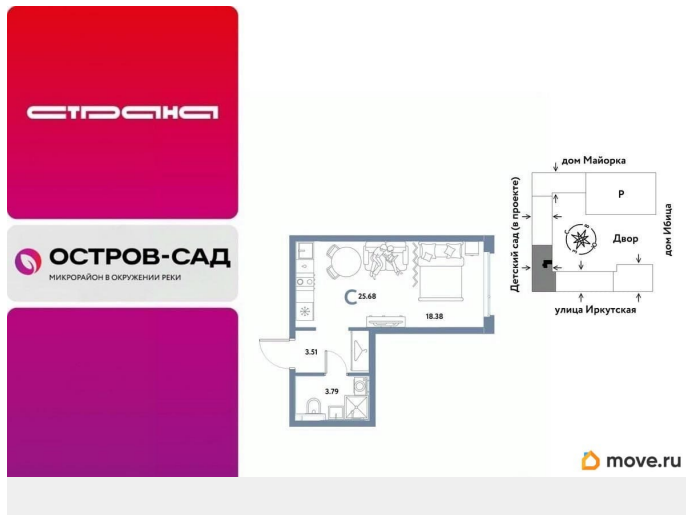 СТРАНА
ОСТРОВ-САД
МИКРОРАЙОН В ОКРУЖЕНИИ РЕКИ
С 25.68
18.38
3.51
3.79
дом Майорка
Детский сад (в проекте)
Р
С
В
Ю
З
Двор
дом Ибица
улица Иркутская
move.ru